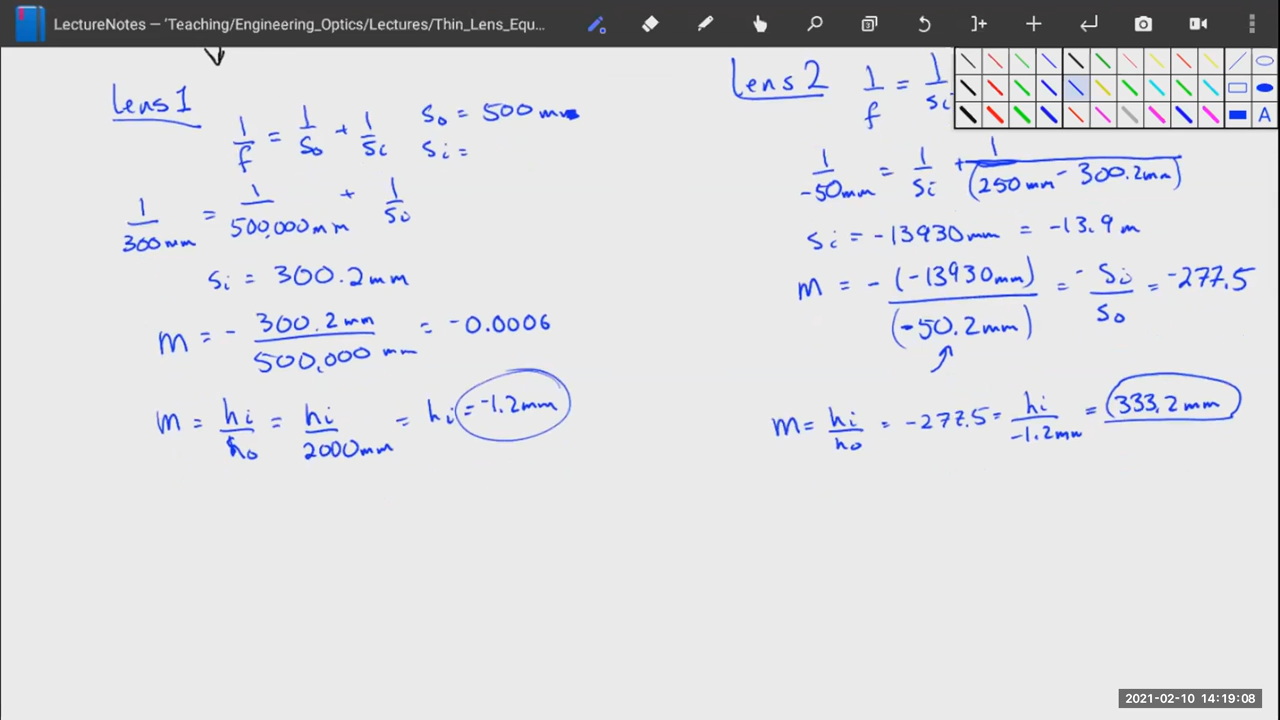 LectureNotes — 'Teaching/Engineering_Optics/Lectures/Thin_Lens_Equ...
Lens 1
1/f = 1/So + 1/Si
So = 500 m
Si =
1/300mm = 1/500,000mm + 1/So
Si = 300.2mm
m = - 300.2mm/500,000 mm = -0.0006
m = hi/ho = hi/2000mm = hi = -1.2mm
Lens 2
1/f = 1/Si
1/-50mm = 1/Si + 1/(250mm - 300.2mm)
Si = -13930mm = -13.9m
m = - (-13930mm)/(-50.2mm) = -Si/So = -277.5
m = hi/ho = -277.5 = hi/-1.2mm = 333.2mm
A
2021-02-10 14:19:08